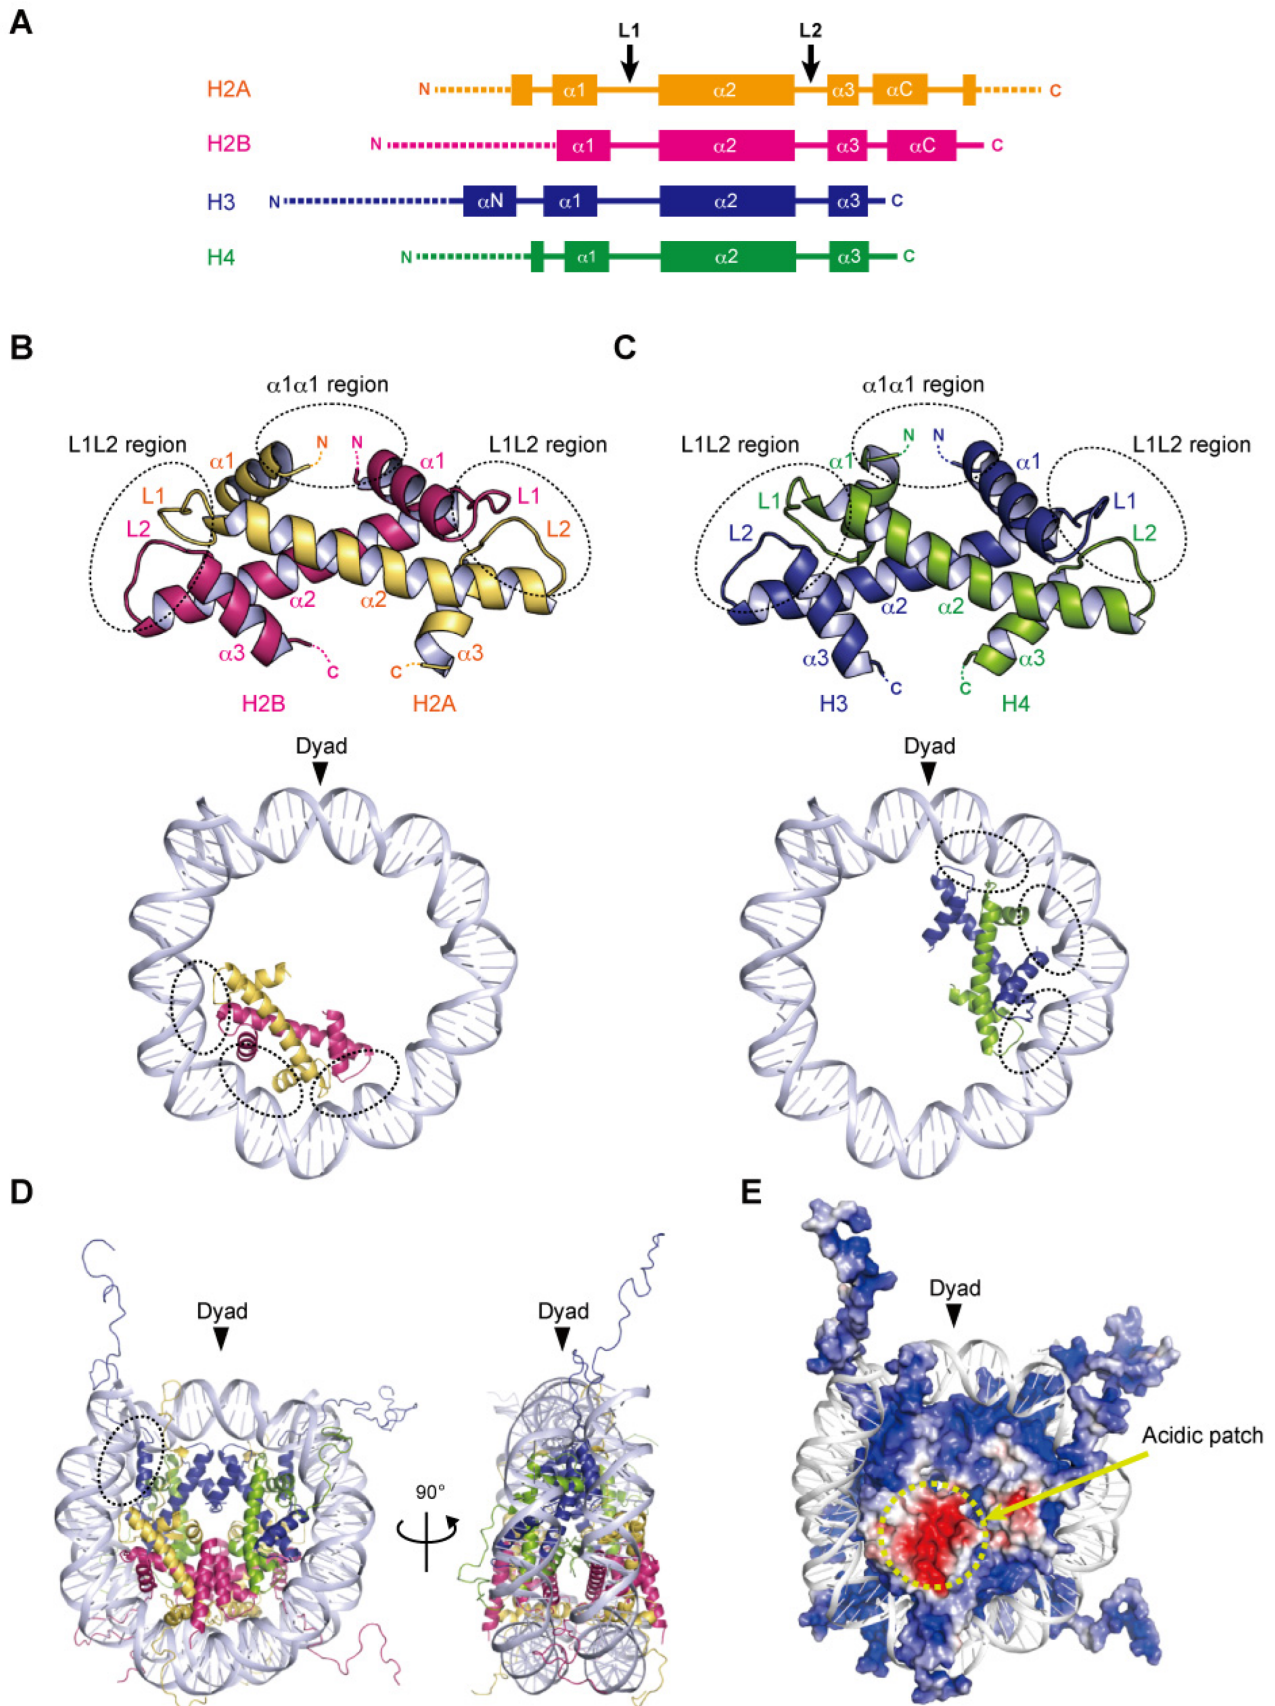 A
L1 L2
H2A N α1 α2 α3 αC C
H2B N α1 α2 α3 αC C
H3 N αN α1 α2 α3 C
H4 N α1 α2 α3 C
B
α1α1 region
L1L2 region L1L2 region
N N
α1 α1
L1 L1
L2 L2
α2 α2
α3 α3
C C
H2B H2A
Dyad
C
α1α1 region
L1L2 region L1L2 region
N N
α1 α1
L1 L1
L2 L2
α2 α2
α3 α3
C C
H3 H4
Dyad
D
Dyad Dyad
90°
E
Dyad
Acidic patch